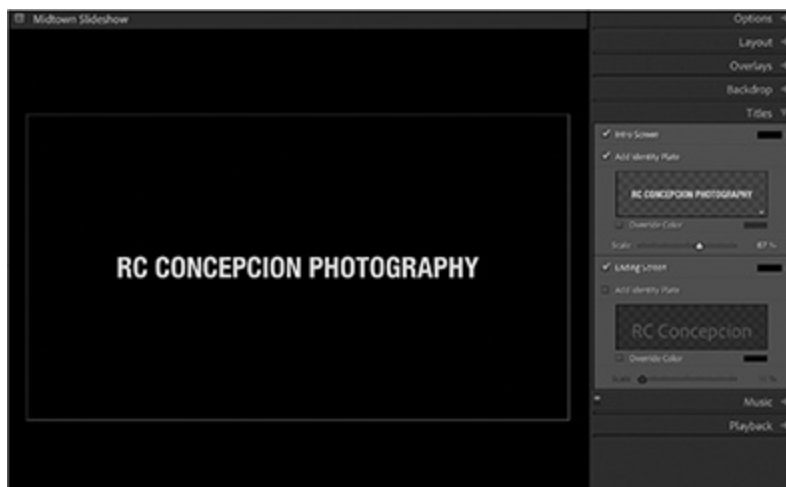 Midtown Slideshow
RC CONCEPCION PHOTOGRAPHY
Options
Layout
Overlays
Backdrop
Titles
Intro Screen
Add Identity Plate
RC CONCEPCION PHOTOGRAPHY
Override Color
Scale 67 %
Ending Screen
Add Identity Plate
RC Concepcion
Override Color
Scale
Music
Playback